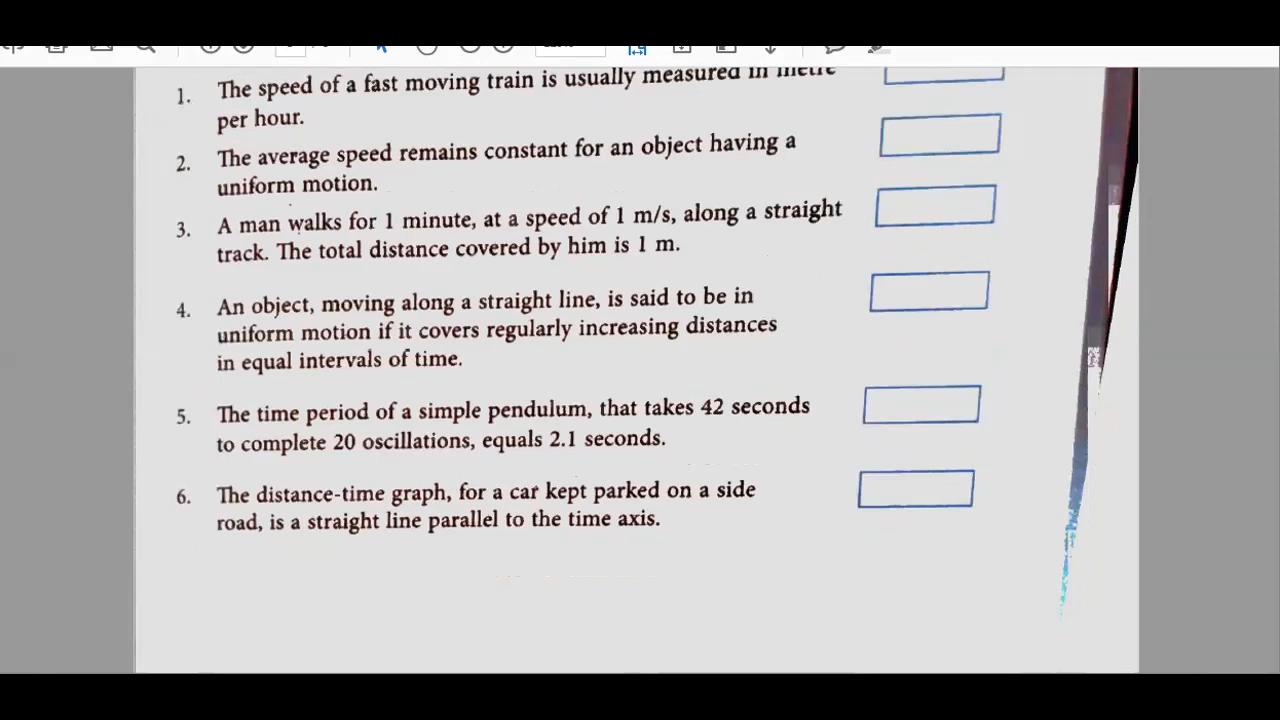 1. The speed of a fast moving train is usually measured in metre
per hour.
2. The average speed remains constant for an object having a
uniform motion.
3. A man walks for 1 minute, at a speed of 1 m/s, along a straight
track. The total distance covered by him is 1 m.
4. An object, moving along a straight line, is said to be in
uniform motion if it covers regularly increasing distances
in equal intervals of time.
5. The time period of a simple pendulum, that takes 42 seconds
to complete 20 oscillations, equals 2.1 seconds.
6. The distance-time graph, for a car kept parked on a side
road, is a straight line parallel to the time axis.